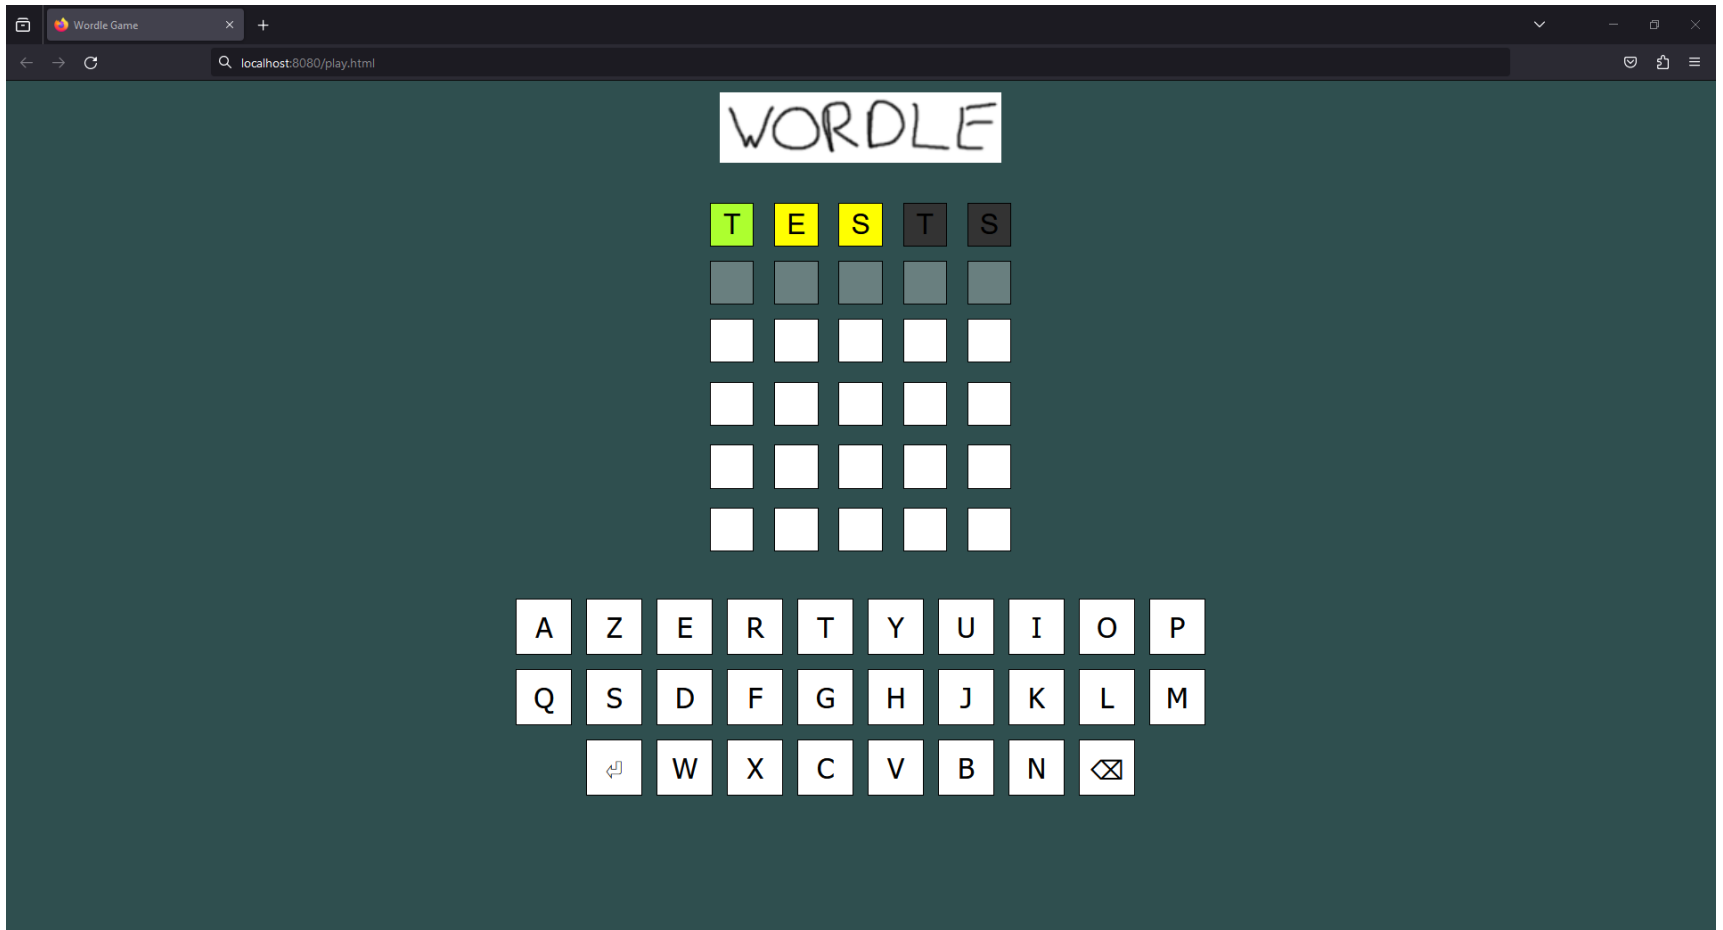 Wordle Game
localhost:8080/play.html
WORDLE
T E S T S
A Z E R T Y U I O P
Q S D F G H J K L M
W X C V B N